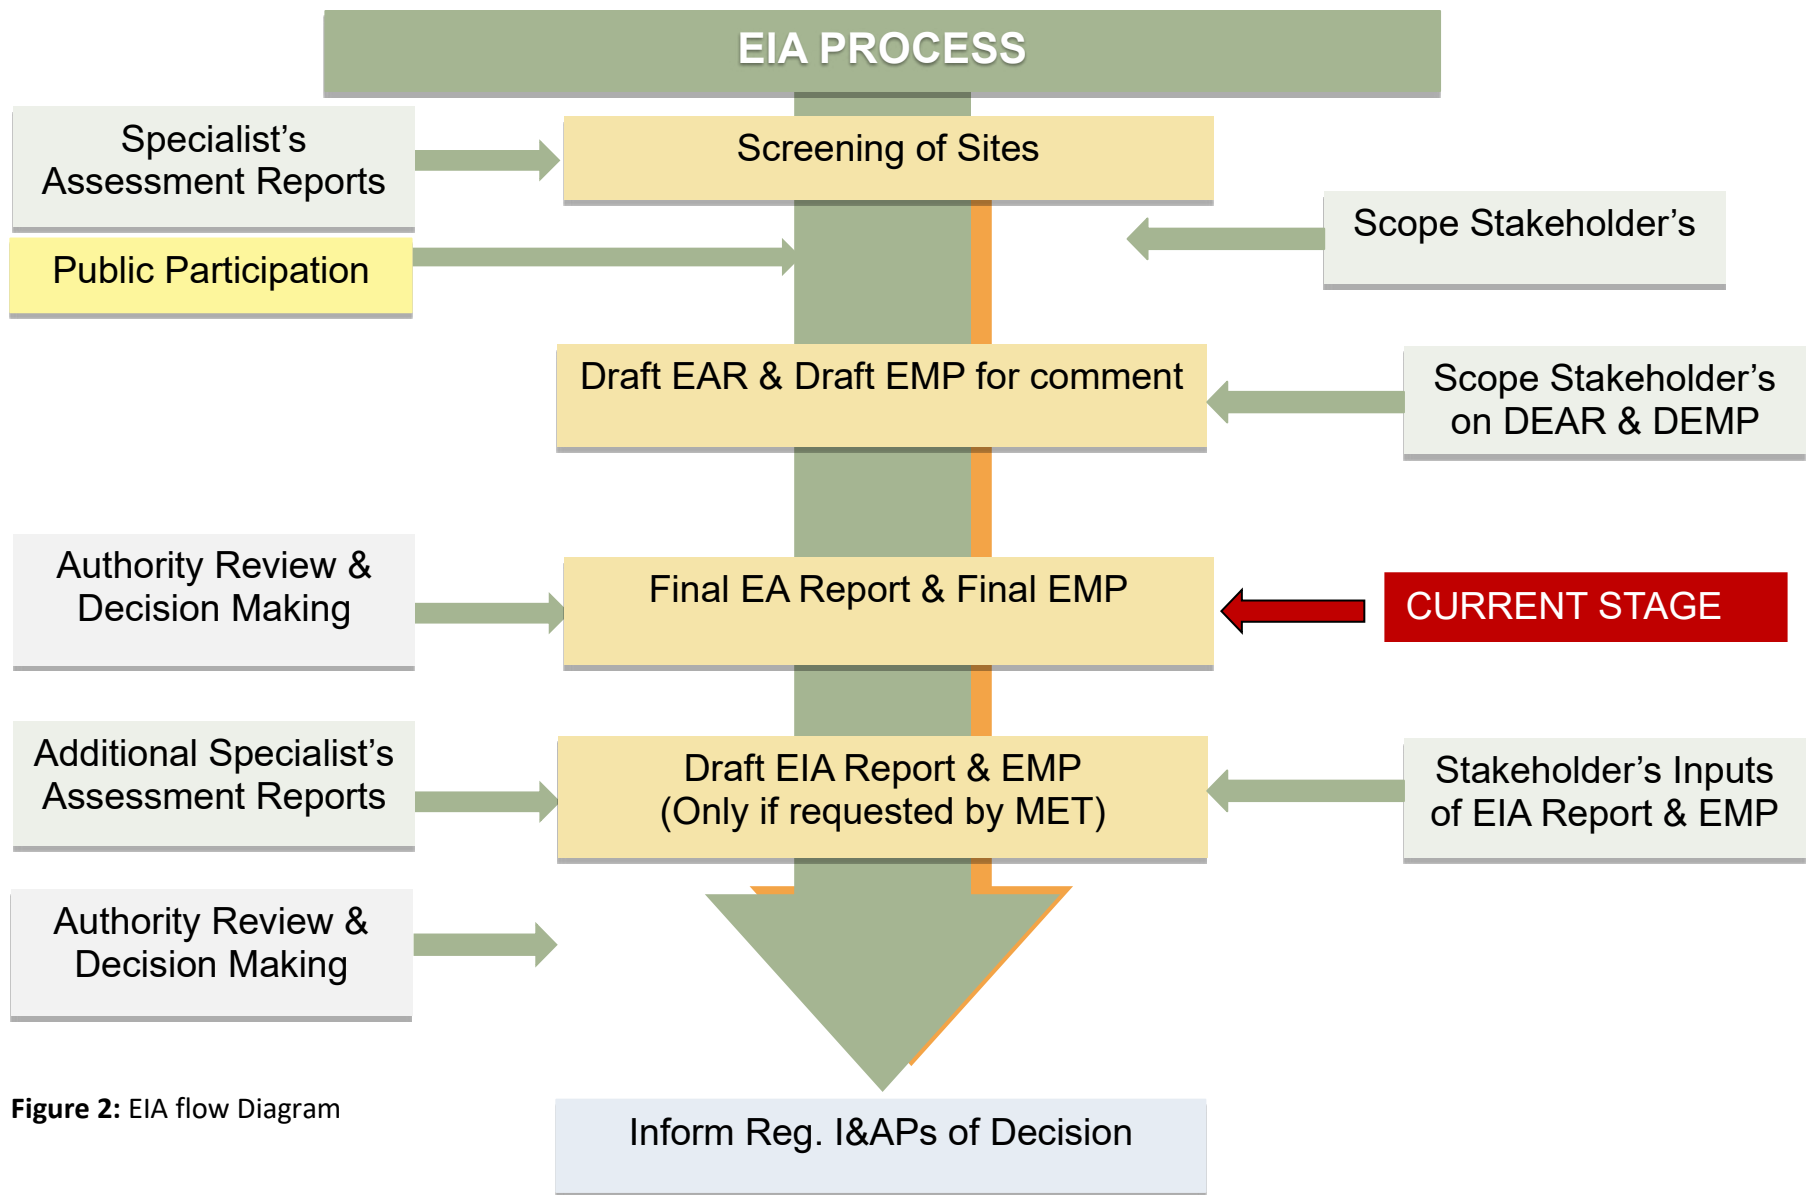 EIA PROCESS
Specialist's
Assessment Reports
Screening of Sites
Scope Stakeholder's
Public Participation
Draft EAR & Draft EMP for comment
Scope Stakeholder's
on DEAR & DEMP
Authority Review &
Decision Making
Final EA Report & Final EMP
CURRENT STAGE
Additional Specialist's
Assessment Reports
Draft EIA Report & EMP
(Only if requested by MET)
Stakeholder's Inputs
of EIA Report & EMP
Authority Review &
Decision Making
Figure 2: EIA flow Diagram
Inform Reg. I&APs of Decision